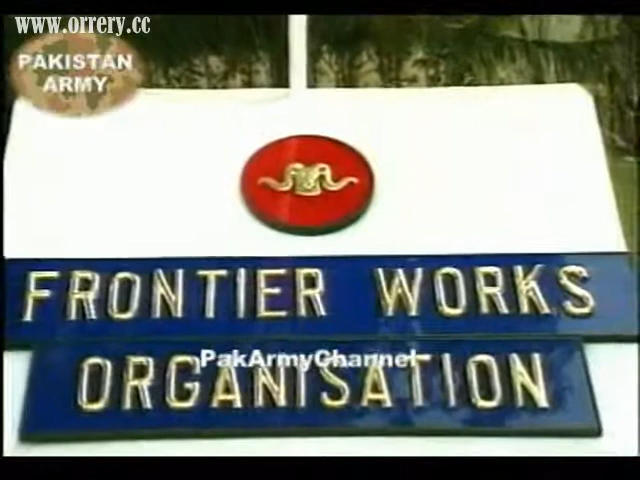 www.orrery.cc
PAKISTAN
ARMY
FRONTIER WORKS
PakArmyChannel
ORGANISATION